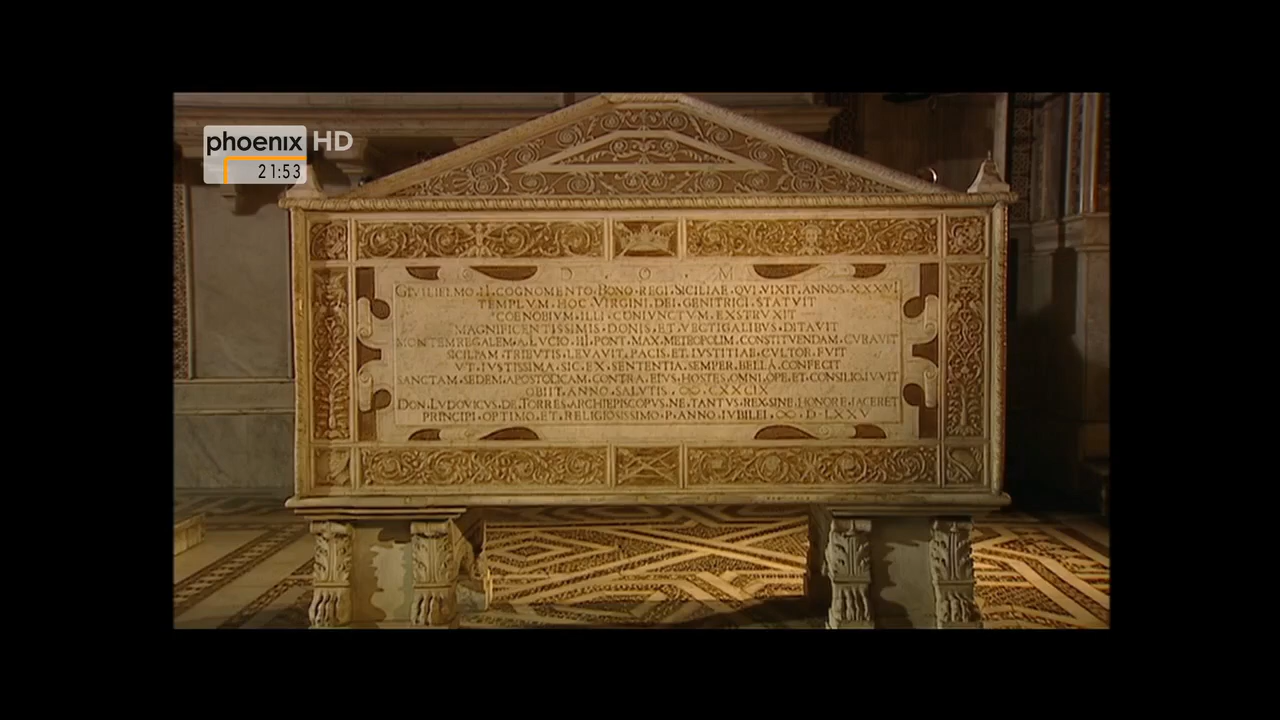 phoenix HD
21:53
D · O · M
GVILIELMO · II · COGNOMENTO · BONO · REGI · SICILIAE · QVI · VIXIT · ANNOS · XXXVI
TEMPLVM · HOC · VIRGINI · DEI · GENITRICI · STATVIT
COENOBIVM · ILLI · CONIVNCTVM · EXSTRVXIT
MAGNIFICENTISSIMIS · DONIS · ET · VECTIGALIBVS · DITAVIT
MONTEMREGALEM · A · LVCIO · III · PONT · MAX · METROPOLIM · CONSTITVENDAM · CVRAVIT
SICILIAM · TRIBVTIS · LEVAVIT · PACIS · ET · IVSTITIAE · CVLTOR · FVIT
VT · IVSTISSIMA · SIC · EX · SENTENTIA · SEMPER · BELLA · CONFECIT
SANCTAM · SEDEM · APOSTOLICAM · CONTRA · EIVS · HOSTES · OMNI · OPE · ET · CONSILIO · IVVIT
OBIIT · ANNO · SALVTIS · ∞ · CXXCIX
DON · LVDOVICVS · DE · TORRES · ARCHIEPISCOPVS · NE · TANTVS · REX · SINE · HONORE · IACERET
PRINCIPI · OPTIMO · ET · RELIGIOSISSIMO · P · ANNO · IVBILEI · ∞ · D · LXXV